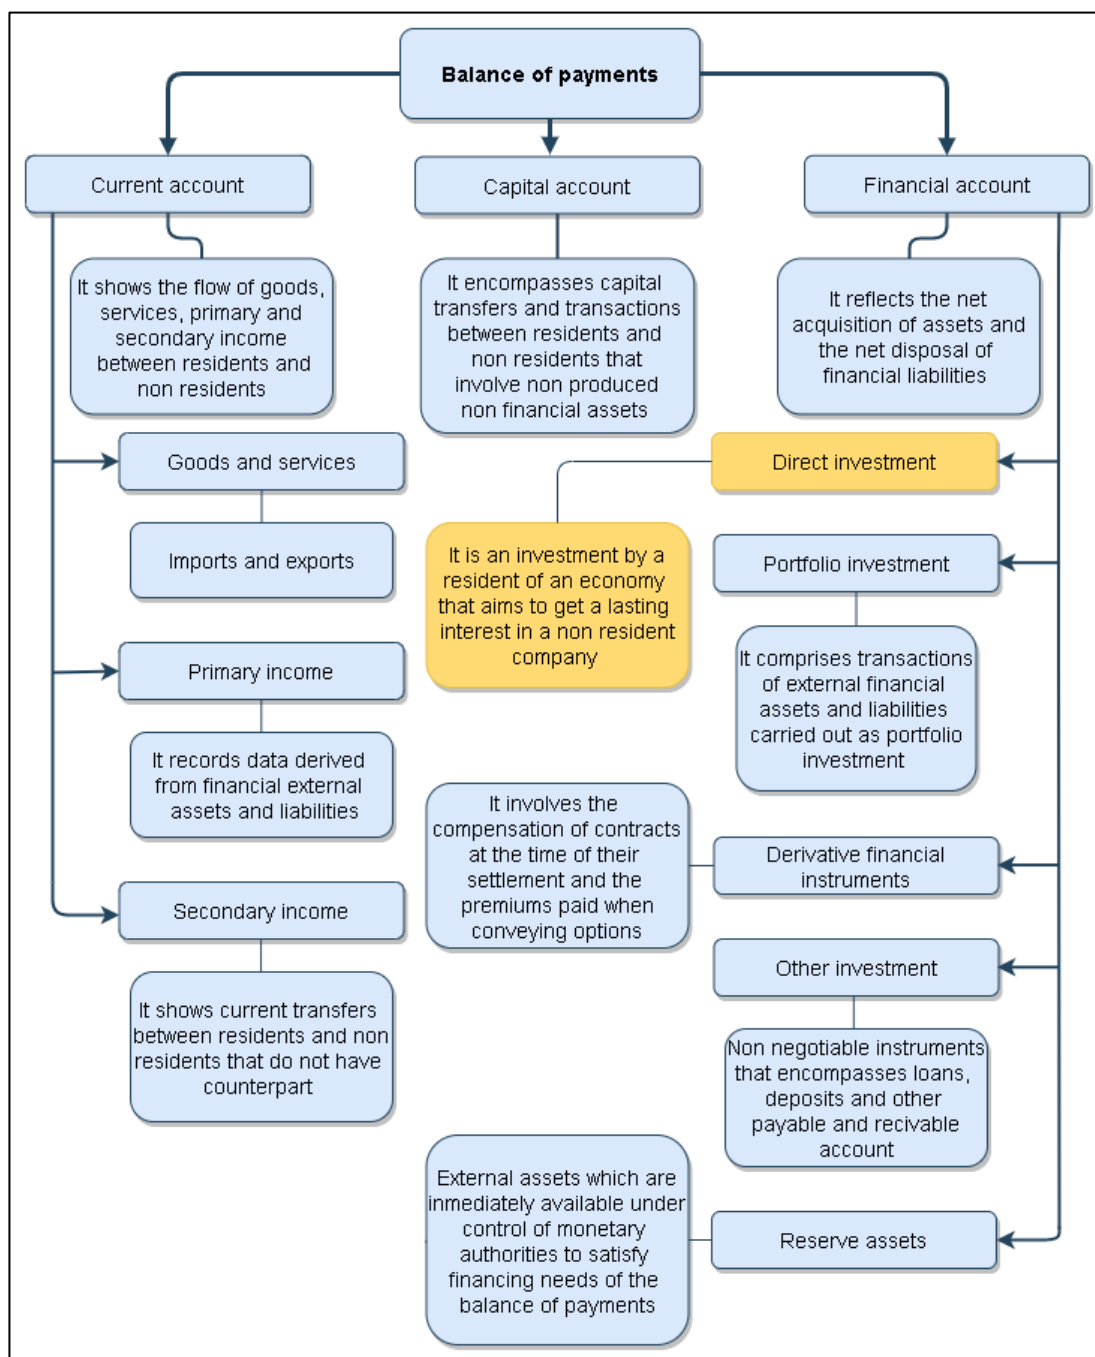 Balance of payments
Current account
Capital account
Financial account
It shows the flow of goods,
services, primary and
secondary income
between residents and
non residents
It encompasses capital
transfers and transactions
between residents and
non residents that
involve non produced
non financial assets
It reflects the net
acquisition of assets and
the net disposal of
financial liabilities
Goods and services
Imports and exports
Primary income
It records data derived
from financial external
assets and liabilities
Secondary income
It shows current transfers
between residents and non
residents that do not have
counterpart
Direct investment
It is an investment by a
resident of an economy
that aims to get a lasting
interest in a non resident
company
Portfolio investment
It comprises transactions
of external financial
assets and liabilities
carried out as portfolio
investment
Derivative financial
instruments
It involves the
compensation of contracts
at the time of their
settlement and the
premiums paid when
conveying options
Other investment
Non negotiable instruments
that encompasses loans,
deposits and other
payable and recivable
account
Reserve assets
External assets which are
inmediately available under
control of monetary
authorities to satisfy
financing needs of the
balance of payments